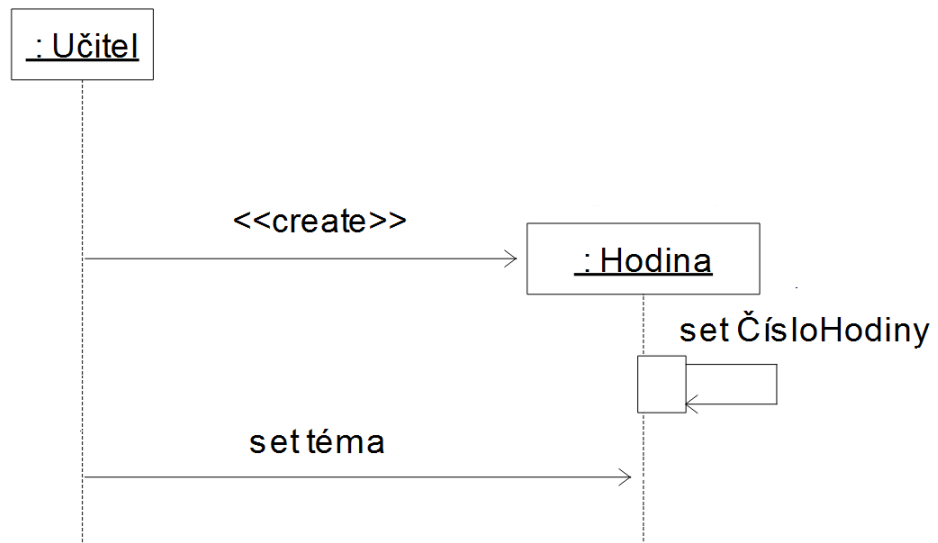 : Učitel
<<create>>
: Hodina
set ČísloHodiny
set téma